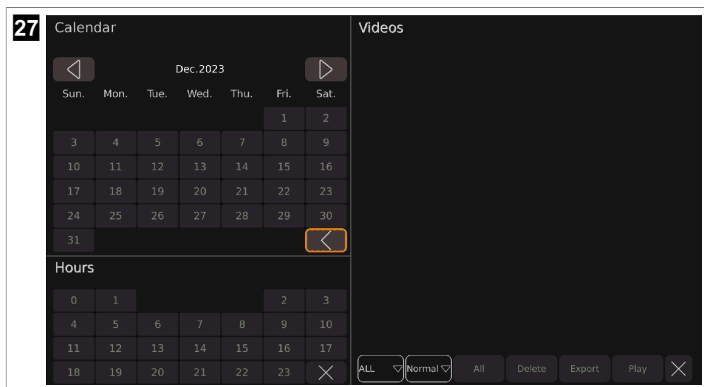 27
Calendar
Dec.2023
Sun. Mon. Tue. Wed. Thu. Fri. Sat.
1 2
3 4 5 6 7 8 9
10 11 12 13 14 15 16
17 18 19 20 21 22 23
24 25 26 27 28 29 30
31
Hours
0 1 2 3
4 5 6 7 8 9 10
11 12 13 14 15 16 17
18 19 20 21 22 23
Videos
ALL Normal All Delete Export Play